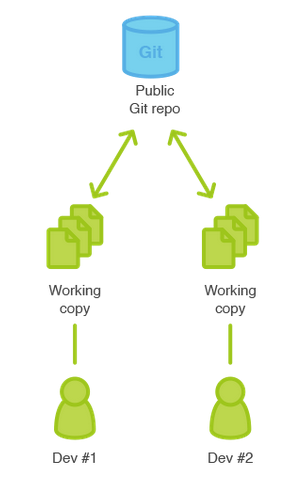 Git
Public
Git repo
Working
copy
Working
copy
Dev #1
Dev #2